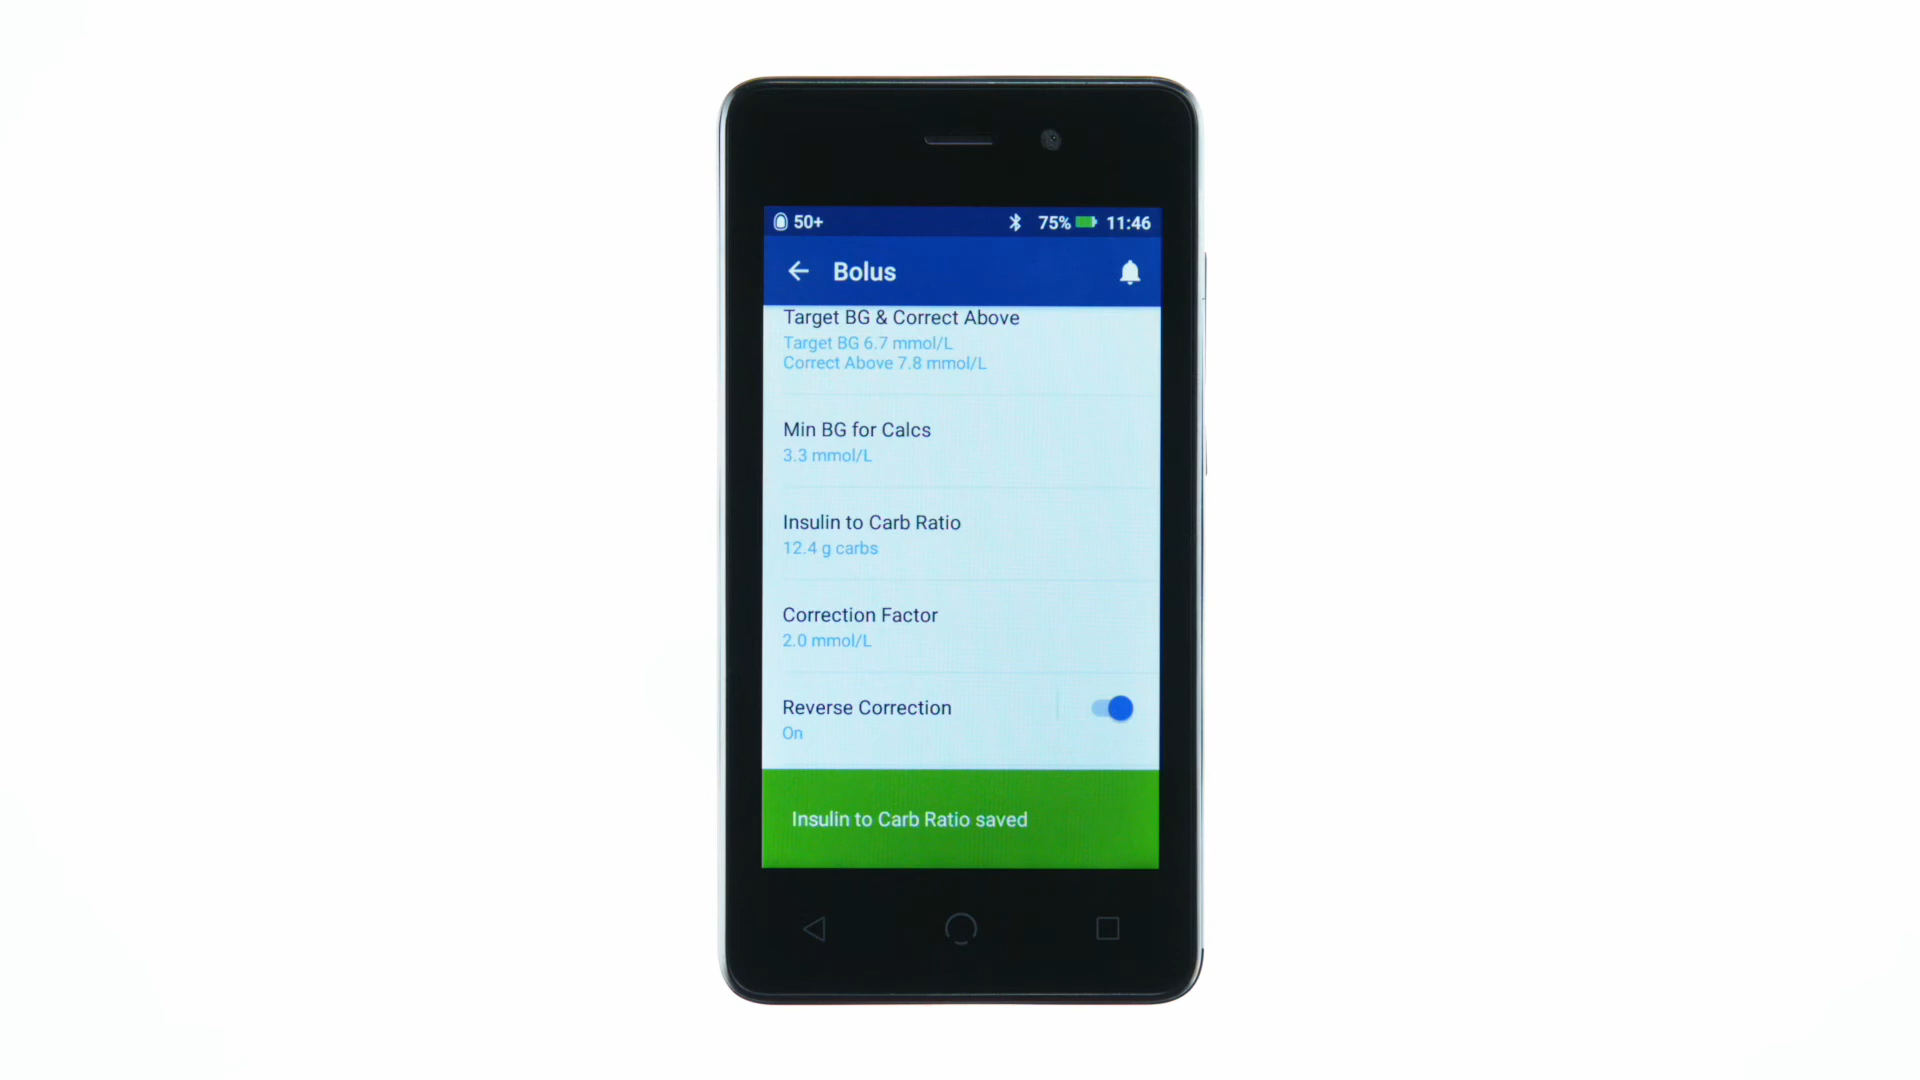 50+ 75% 11:46
Bolus
Target BG & Correct Above
Target BG 6.7 mmol/L
Correct Above 7.8 mmol/L
Min BG for Calcs
3.3 mmol/L
Insulin to Carb Ratio
12.4 g carbs
Correction Factor
2.0 mmol/L
Reverse Correction
On
Insulin to Carb Ratio saved